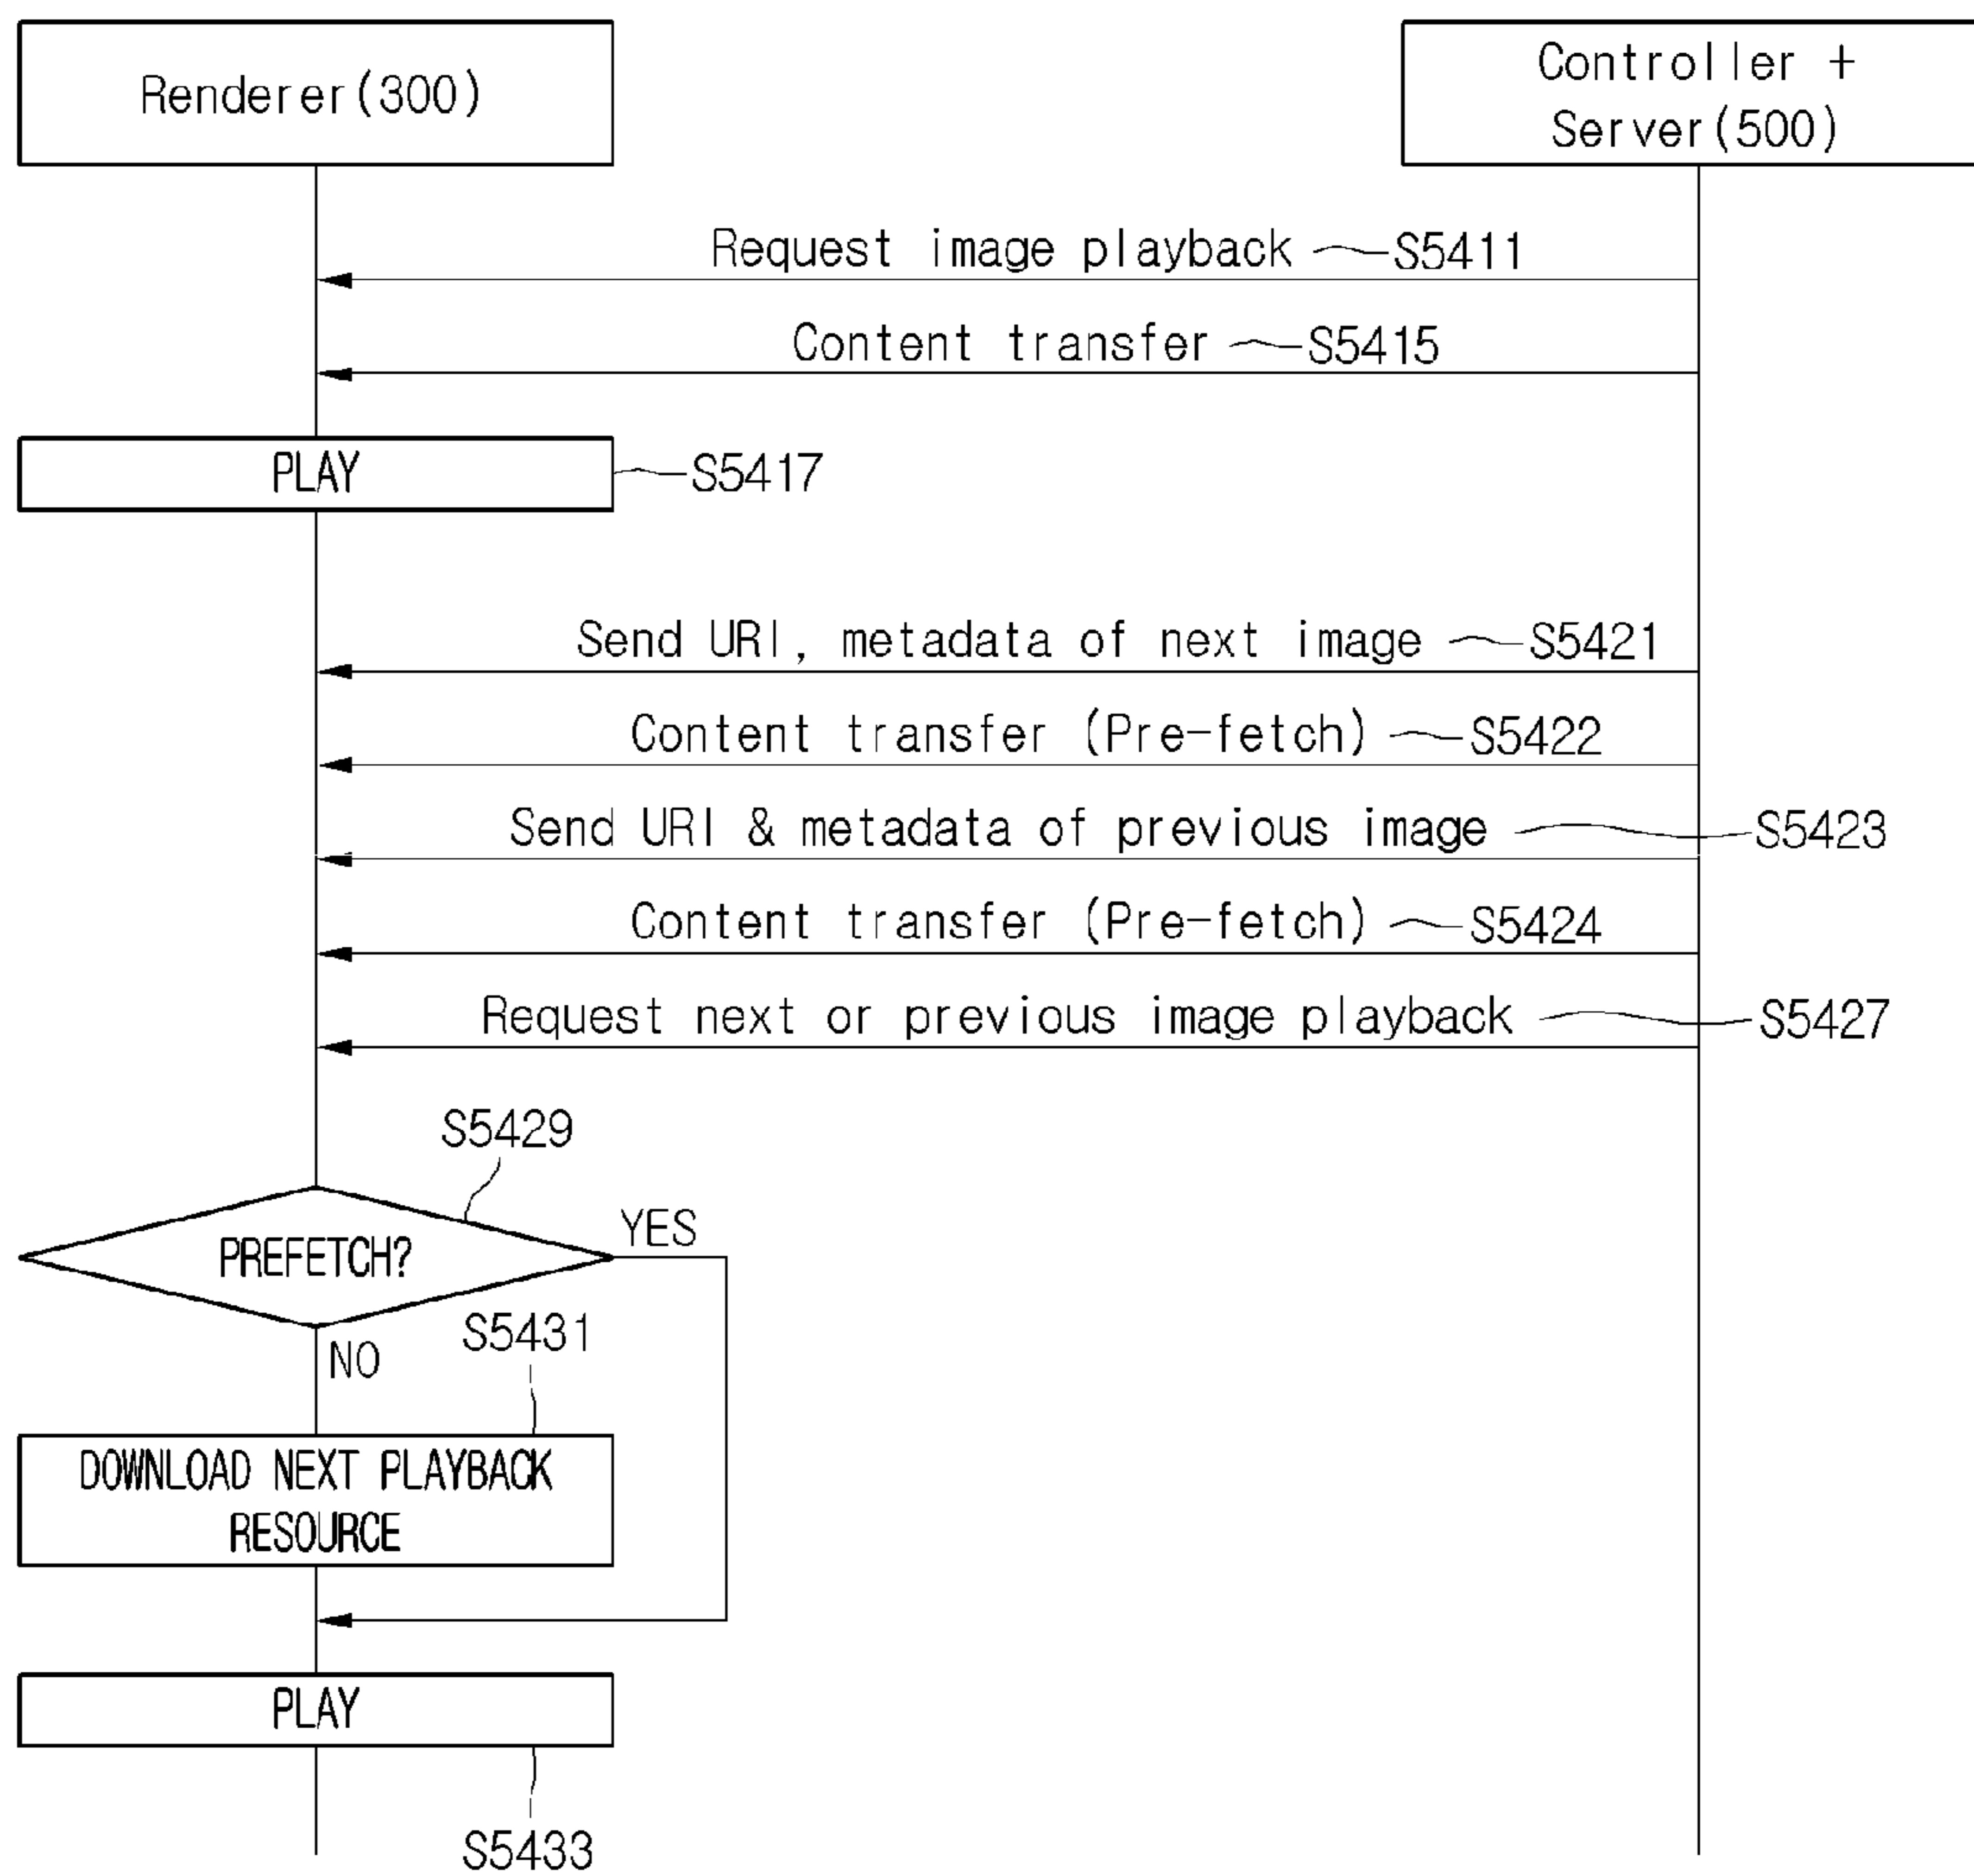 Renderer(300)
Controller +
Server(500)
Request image playback S5411
Content transfer S5415
PLAY S5417
Send URI, metadata of next image S5421
Content transfer (Pre-fetch) S5422
Send URI & metadata of previous image S5423
Content transfer (Pre-fetch) S5424
Request next or previous image playback S5427
S5429
YES
PREFETCH?
S5431
NO
DOWNLOAD NEXT PLAYBACK
RESOURCE
PLAY
S5433